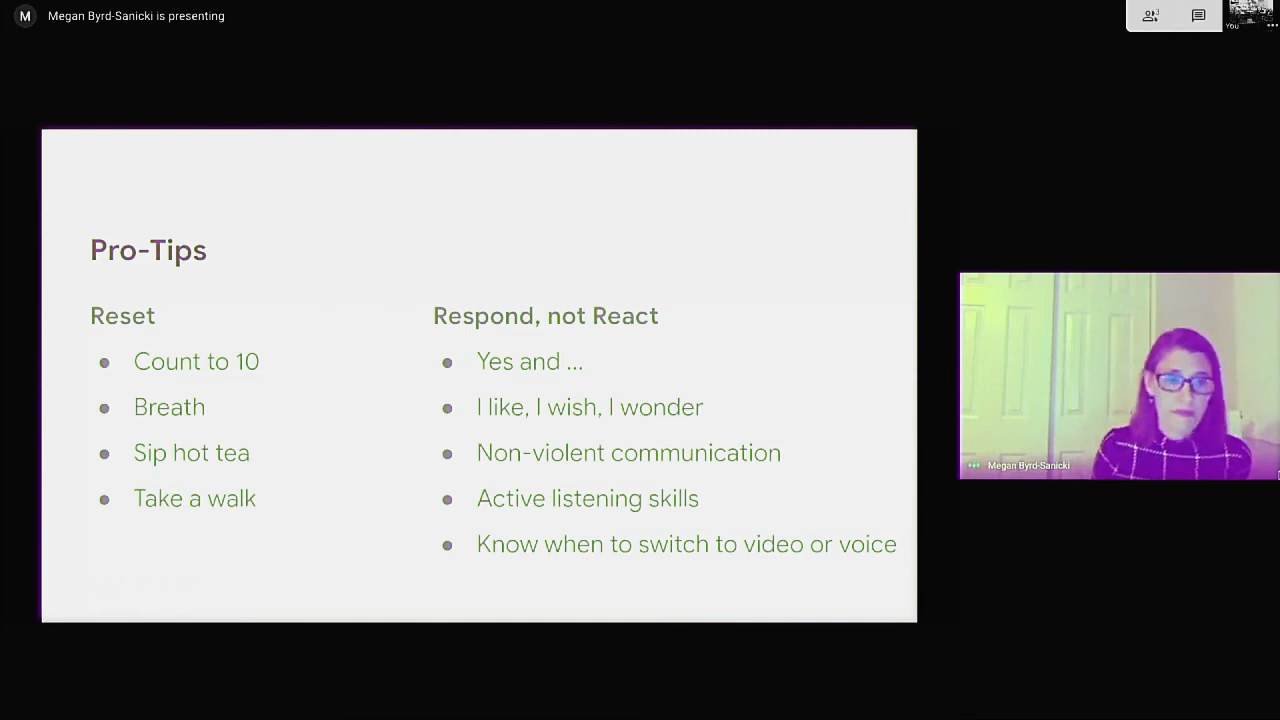 M Megan Byrd-Sanicki is presenting
3
You
Pro-Tips
Reset
Count to 10
Breath
Sip hot tea
Take a walk
Respond, not React
Yes and ...
I like, I wish, I wonder
Non-violent communication
Active listening skills
Know when to switch to video or voice
Megan Byrd-Sanicki